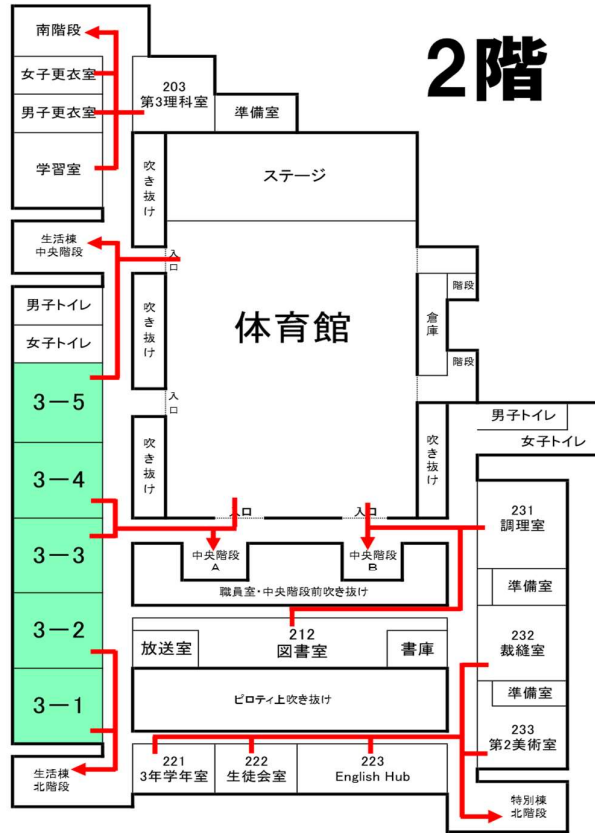 2階
南階段
女子更衣室
男子更衣室
学習室
203
第3理科室
準備室
吹き抜け
ステージ
生活棟
中央階段
入口
階段
男子トイレ
女子トイレ
吹き抜け
体育館
倉庫
階段
3－5
入口
吹き抜け
吹き抜け
男子トイレ
女子トイレ
3－4
入口
入口
231
調理室
3－3
中央階段
A
中央階段
B
職員室・中央階段前吹き抜け
準備室
3－2
放送室
212
図書室
書庫
232
裁縫室
3－1
ピロティ上吹き抜け
準備室
233
第2美術室
生活棟
北階段
221
3年学年室
222
生徒会室
223
English Hub
特別棟
北階段